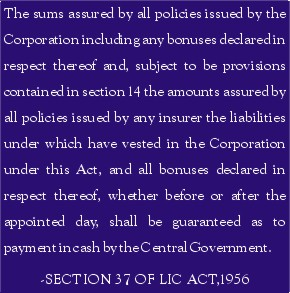 The sums assured by all policies issued by the
Corporation including any bonuses declared in
respect thereof and, subject to be provisions
contained in section 14 the amounts assured by
all policies issued by any insurer the liabilities
under which have vested in the Corporation
under this Act, and all bonuses declared in
respect thereof, whether before or after the
appointed day, shall be guaranteed as to
payment in cash by the Central Government.
-SECTION 37 OF LIC ACT,1956